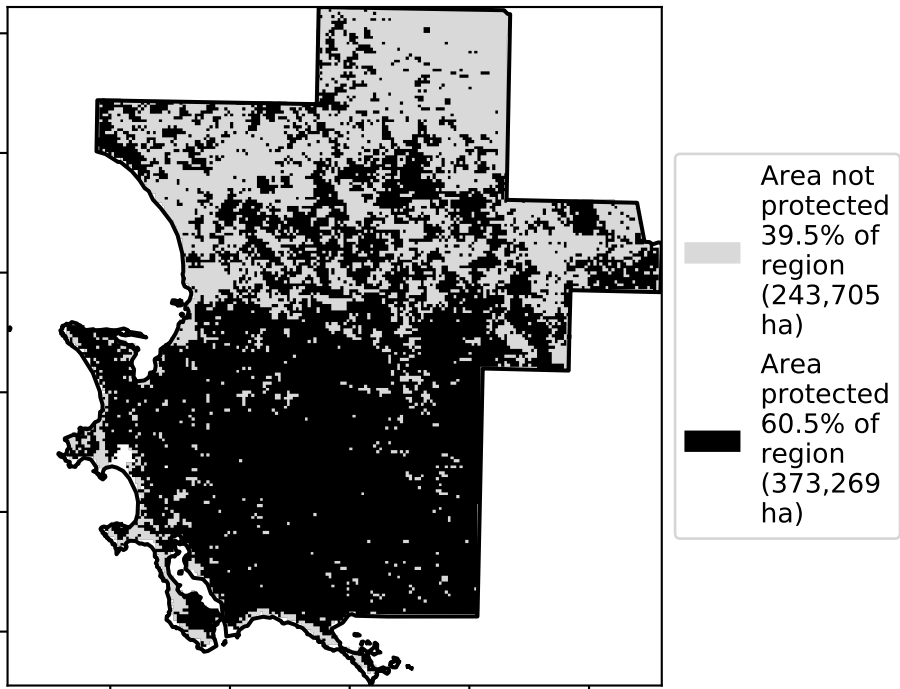 Area not
protected
39.5% of
region
(243,705
ha)
Area
protected
60.5% of
region
(373,269
ha)